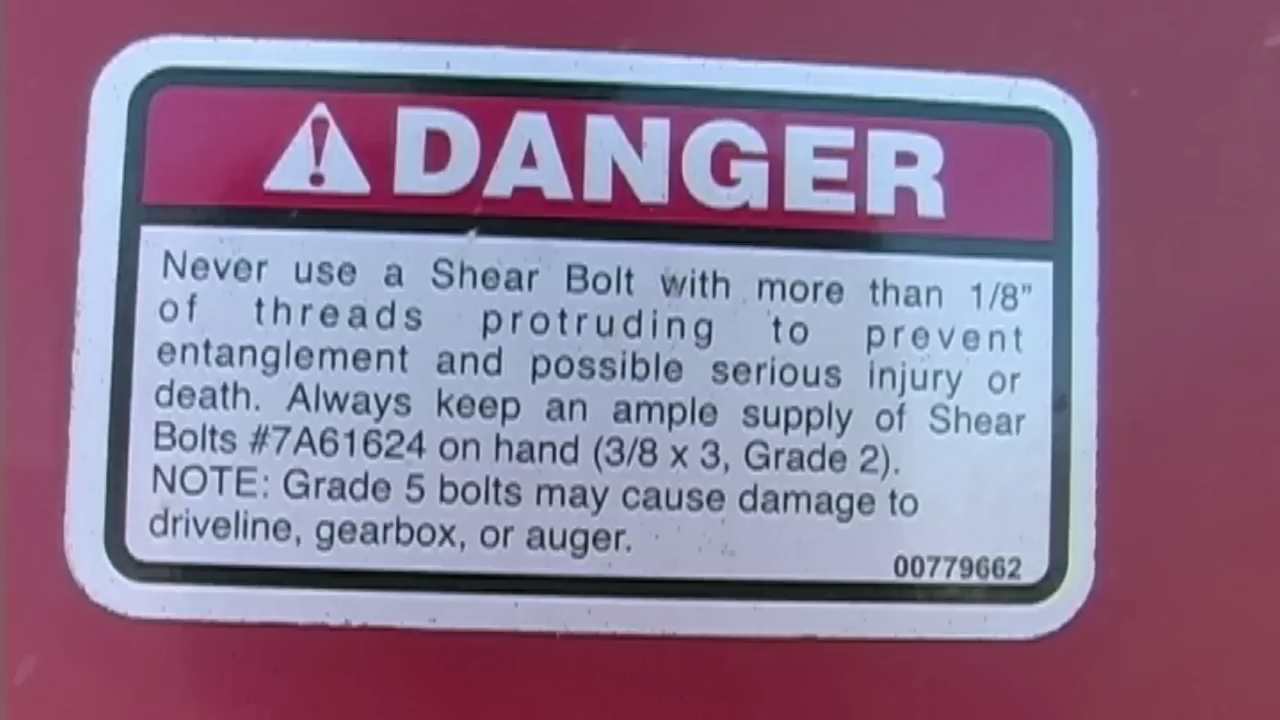 DANGER
Never use a Shear Bolt with more than 1/8”
of threads protruding to prevent
entanglement and possible serious injury or
death. Always keep an ample supply of Shear
Bolts #7A61624 on hand (3/8 x 3, Grade 2).
NOTE: Grade 5 bolts may cause damage to
driveline, gearbox, or auger.
00779662